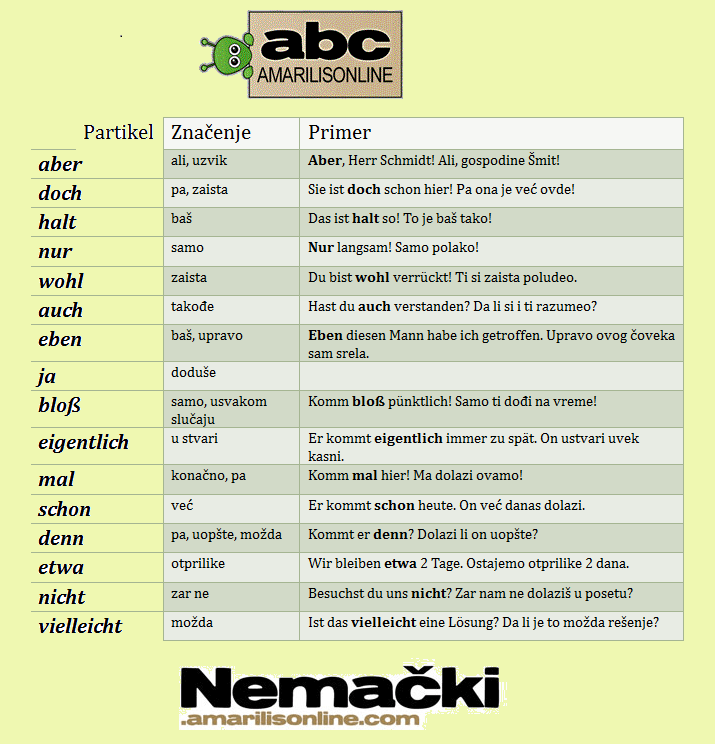 abc
AMARILISONLINE
Partikel Značenje Primer
aber ali, uzvik Aber, Herr Schmidt! Ali, gospodine Šmit!
doch pa, zaista Sie ist doch schon hier! Pa ona je već ovde!
halt baš Das ist halt so! To je baš tako!
nur samo Nur langsam! Samo polako!
wohl zaista Du bist wohl verrückt! Ti si zaista poludeo.
auch takođe Hast du auch verstanden? Da li si i ti razumeo?
eben baš, upravo Eben diesen Mann habe ich getroffen. Upravo ovog čoveka
sam srela.
ja doduše
bloß samo, usvakom Komm bloß pünktlich! Samo ti dođi na vreme!
slučaju
eigentlich u stvari Er kommt eigentlich immer zu spät. On ustvari uvek
kasni.
mal konačno, pa Komm mal hier! Ma dolazi ovamo!
schon već Er kommt schon heute. On već danas dolazi.
denn pa, uopšte, možda Kommt er denn? Dolazi li on uopšte?
etwa otprilike Wir bleiben etwa 2 Tage. Ostajemo otprilike 2 dana.
nicht zar ne Besuchst du uns nicht? Zar nam ne dolaziš u posetu?
vielleicht možda Ist das vielleicht eine Lösung? Da li je to možda rešenje?
Nemački
.amarilisonline.com